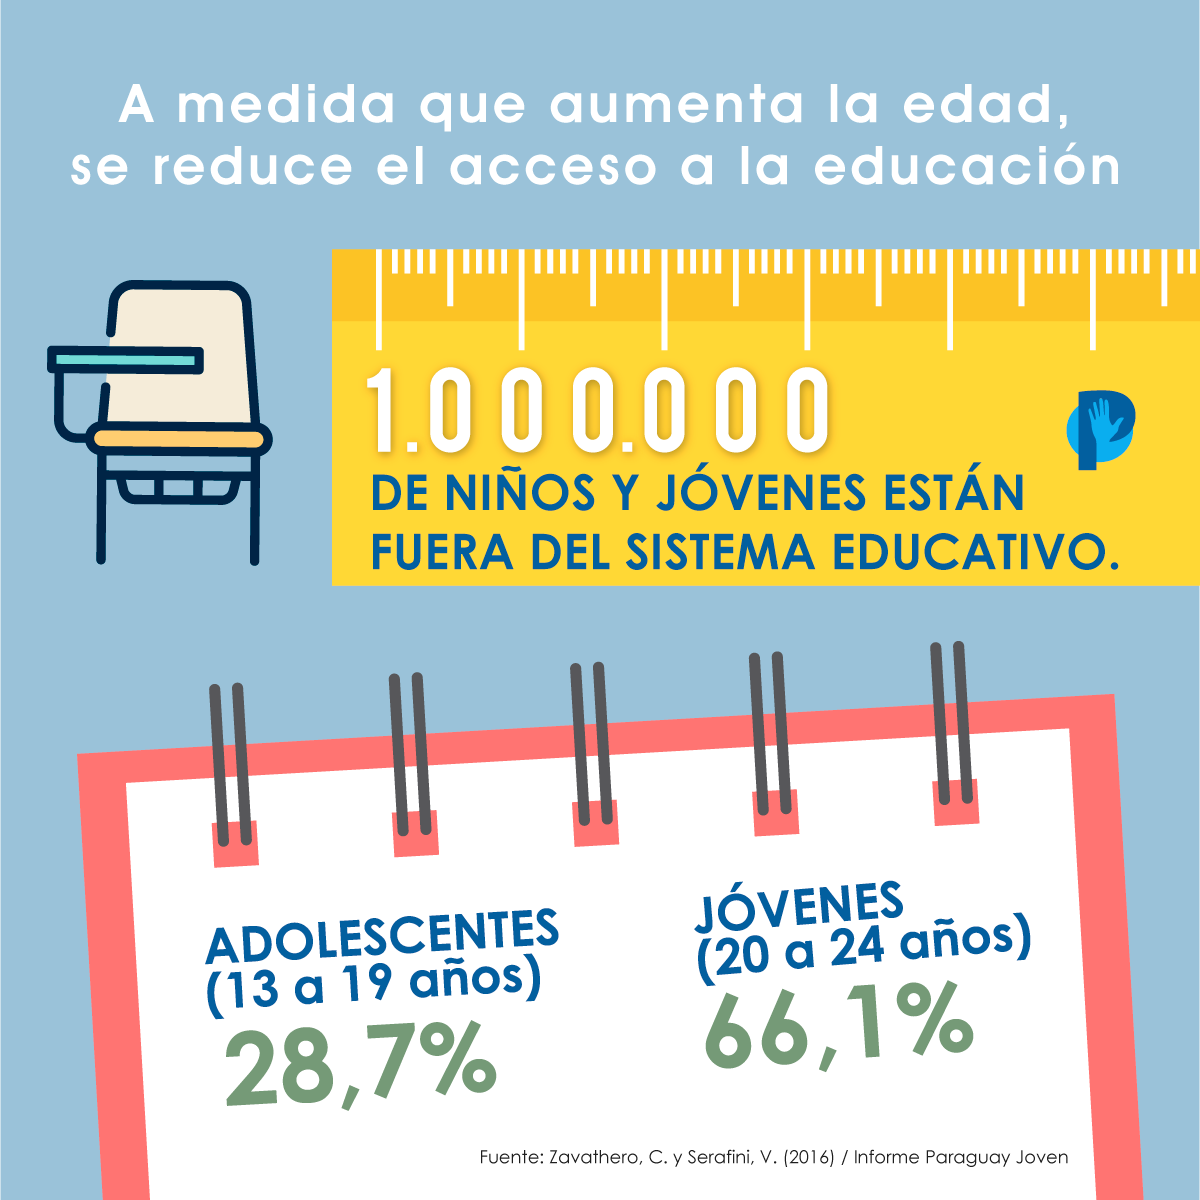 A medida que aumenta la edad,
se reduce el acceso a la educación
1.000.000
DE NIÑOS Y JÓVENES ESTÁN
FUERA DEL SISTEMA EDUCATIVO.
ADOLESCENTES
(13 a 19 años)
28,7%
JÓVENES
(20 a 24 años)
66,1%
Fuente: Zavathero, C. y Serafini, V. (2016) / Informe Paraguay Joven